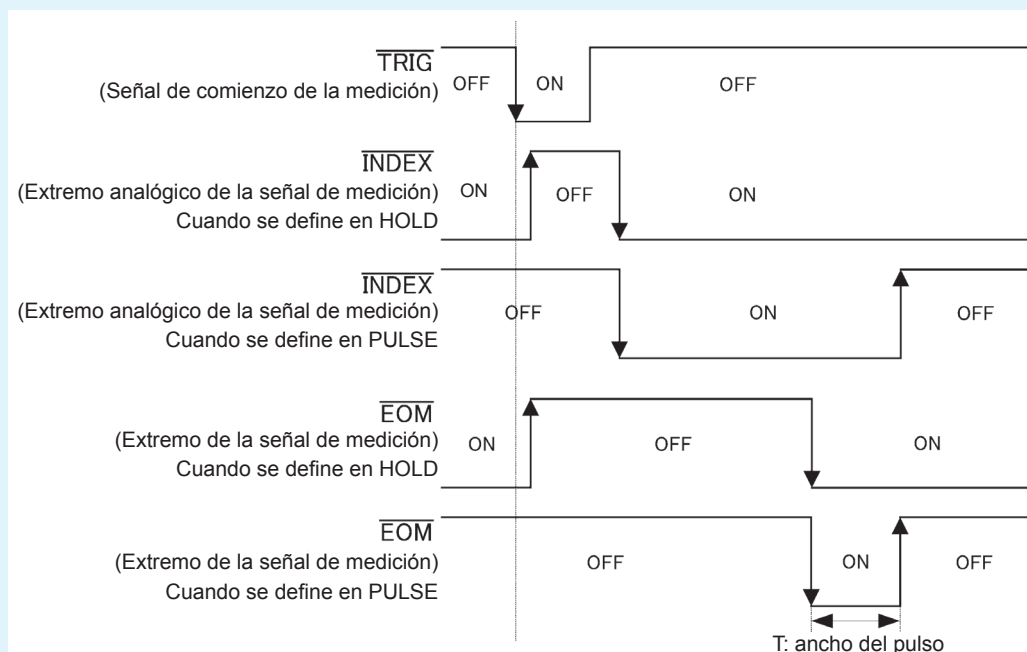 TRIG
(Señal de comienzo de la medición)
OFF ON OFF
INDEX
(Extremo analógico de la señal de medición)
Cuando se define en HOLD
ON OFF ON
INDEX
(Extremo analógico de la señal de medición)
Cuando se define en PULSE
OFF ON OFF
EOM
(Extremo de la señal de medición)
Cuando se define en HOLD
ON OFF ON
EOM
(Extremo de la señal de medición)
Cuando se define en PULSE
OFF ON OFF
T: ancho del pulso